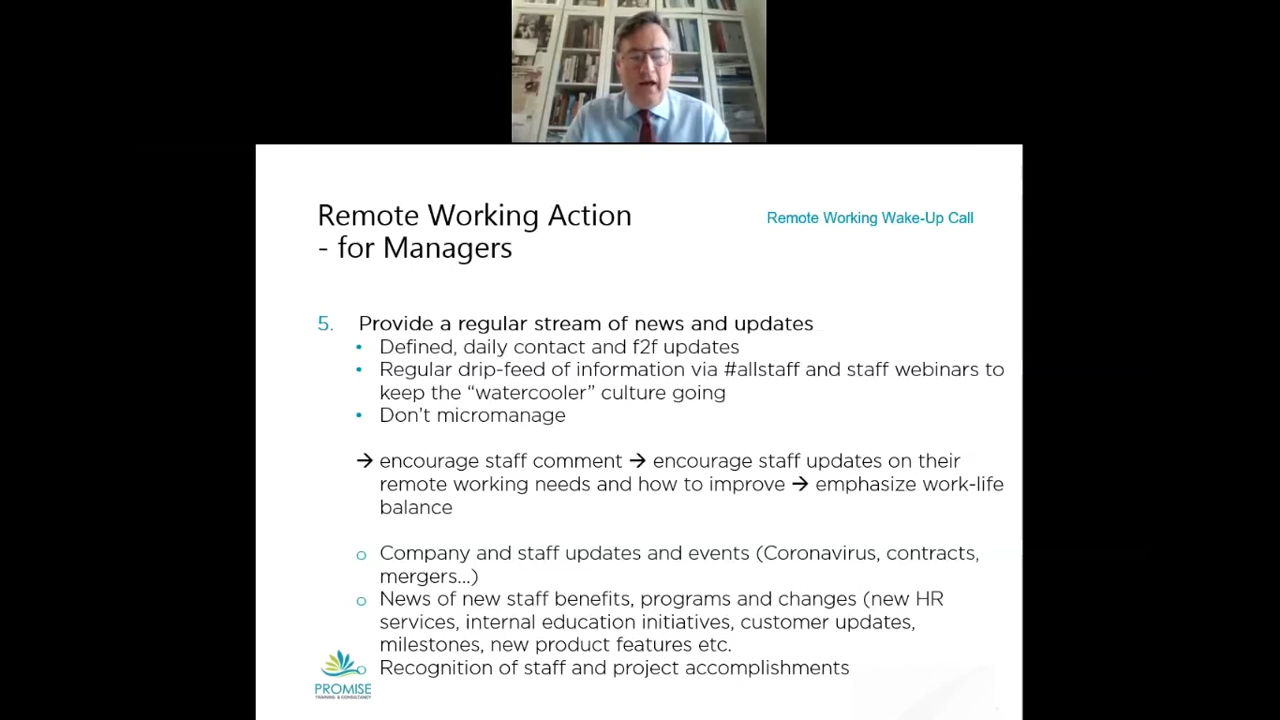 Remote Working Action
- for Managers
Remote Working Wake-Up Call
5. Provide a regular stream of news and updates
• Defined, daily contact and f2f updates
• Regular drip-feed of information via #allstaff and staff webinars to
keep the “watercooler” culture going
• Don’t micromanage
→ encourage staff comment → encourage staff updates on their
remote working needs and how to improve → emphasize work-life
balance
o Company and staff updates and events (Coronavirus, contracts,
mergers…)
o News of new staff benefits, programs and changes (new HR
services, internal education initiatives, customer updates,
milestones, new product features etc.
o Recognition of staff and project accomplishments
PROMISE
TRAINING & CONSULTANCY